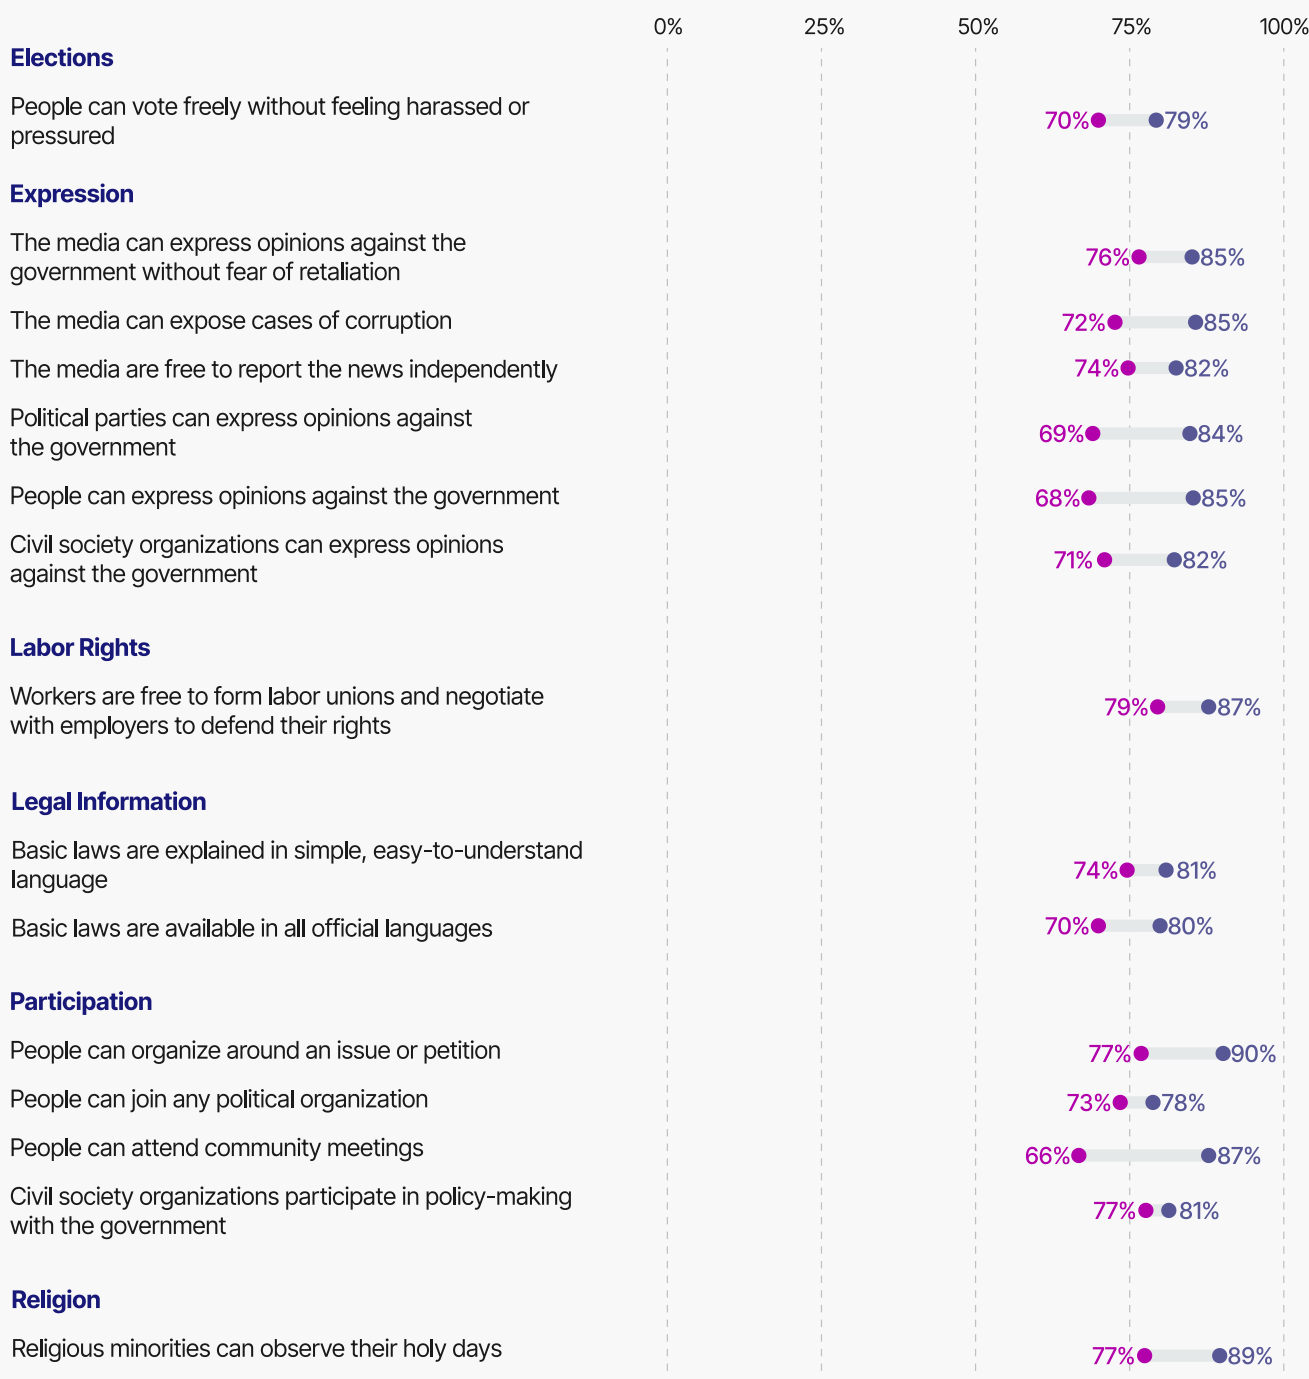 0% 25% 50% 75% 100%
Elections
People can vote freely without feeling harassed or
pressured
70% 79%
Expression
The media can express opinions against the
government without fear of retaliation
76% 85%
The media can expose cases of corruption
72% 85%
The media are free to report the news independently
74% 82%
Political parties can express opinions against
the government
69% 84%
People can express opinions against the government
68% 85%
Civil society organizations can express opinions
against the government
71% 82%
Labor Rights
Workers are free to form labor unions and negotiate
with employers to defend their rights
79% 87%
Legal Information
Basic laws are explained in simple, easy-to-understand
language
74% 81%
Basic laws are available in all official languages
70% 80%
Participation
People can organize around an issue or petition
77% 90%
People can join any political organization
73% 78%
People can attend community meetings
66% 87%
Civil society organizations participate in policy-making
with the government
77% 81%
Religion
Religious minorities can observe their holy days
77% 89%